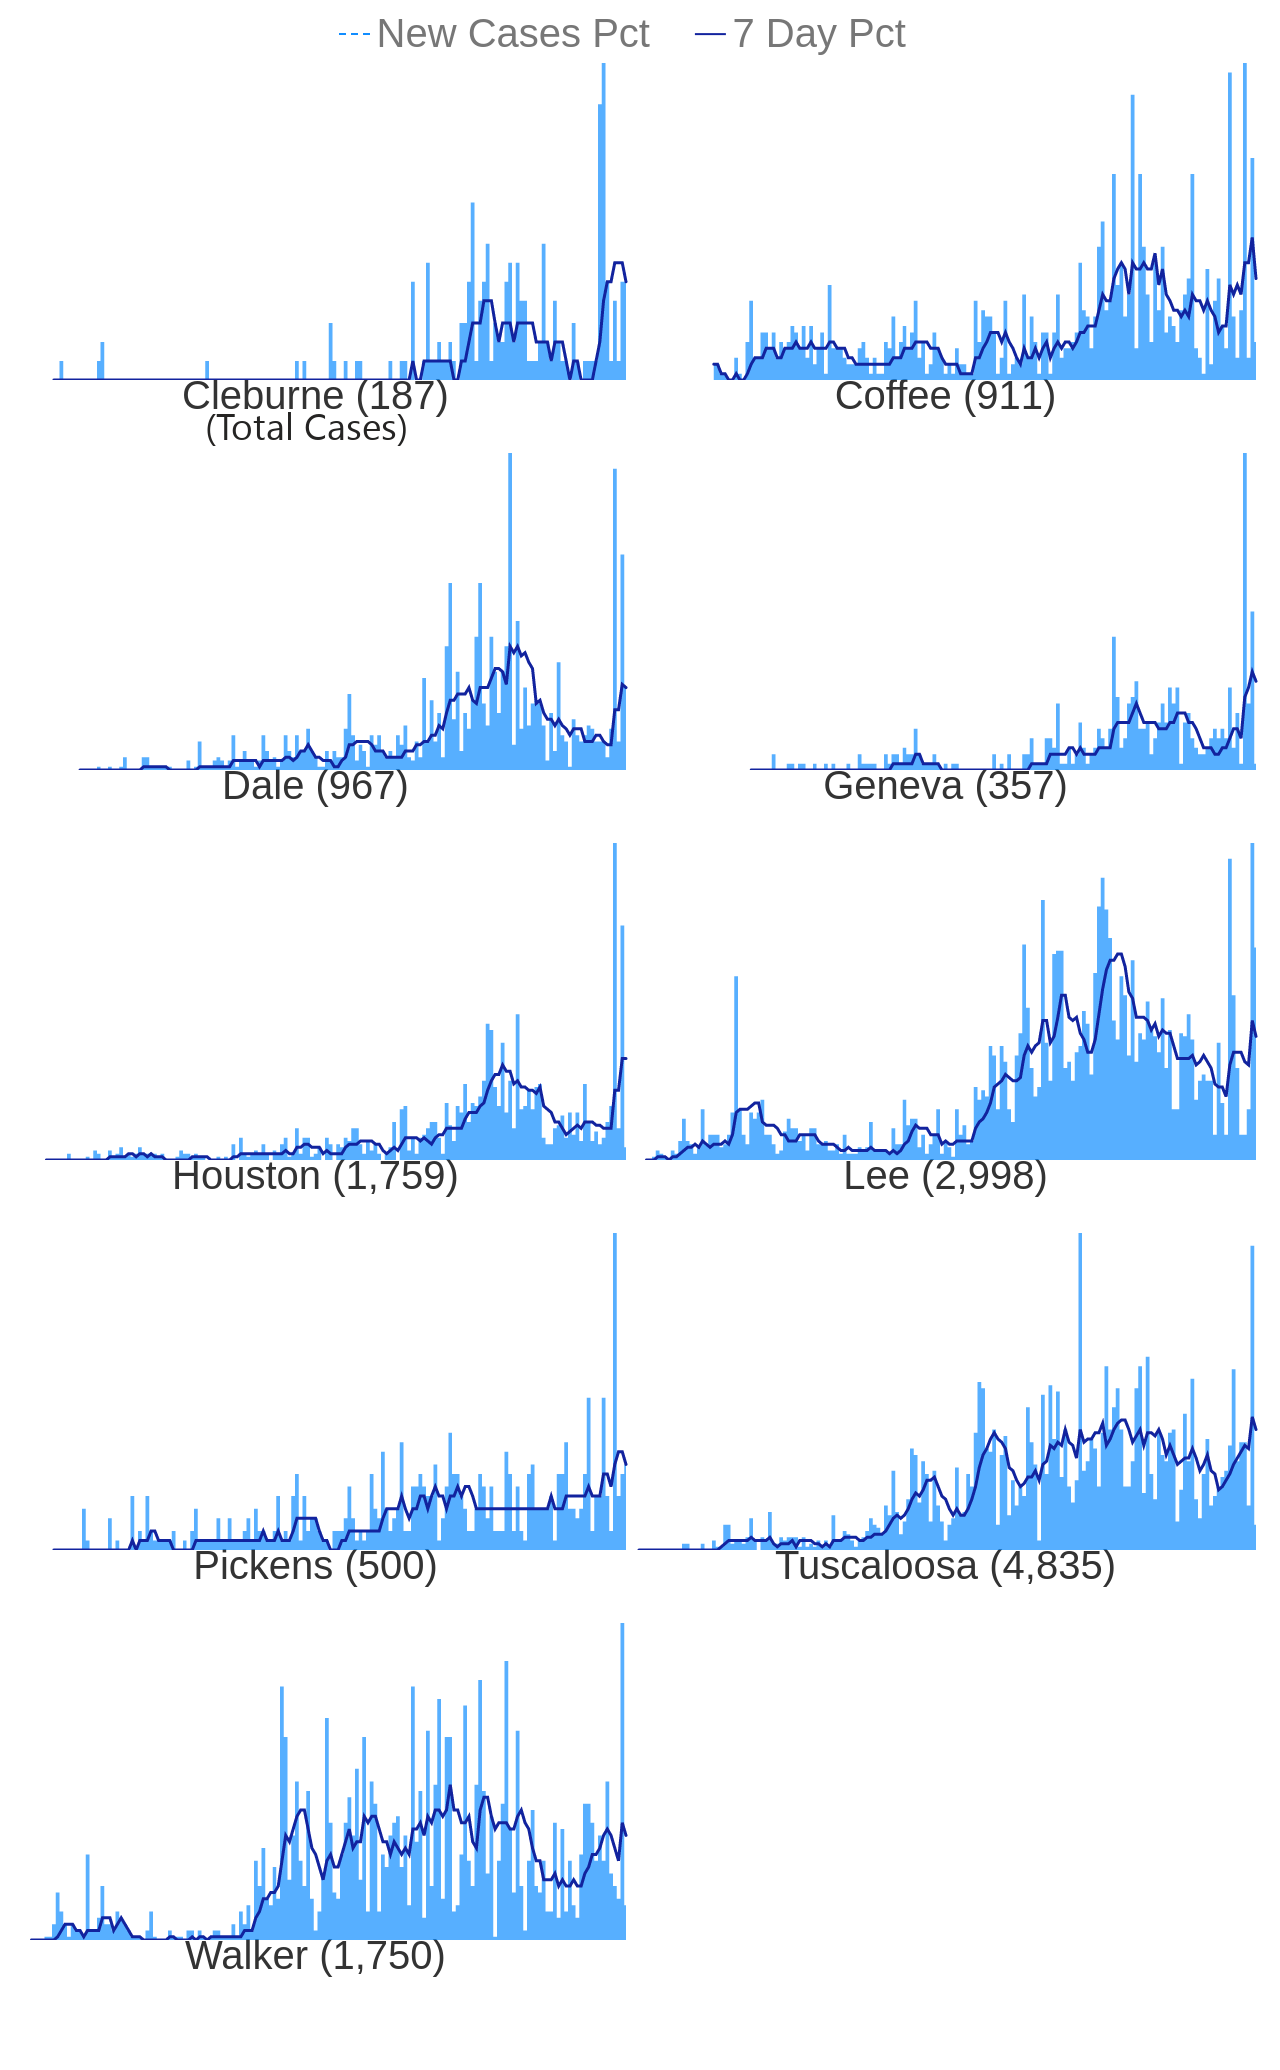 New Cases Pct 7 Day Pct
Cleburne (187) Coffee (911)
(Total Cases)
Dale (967) Geneva (357)
Houston (1,759) Lee (2,998)
Pickens (500) Tuscaloosa (4,835)
Walker (1,750)